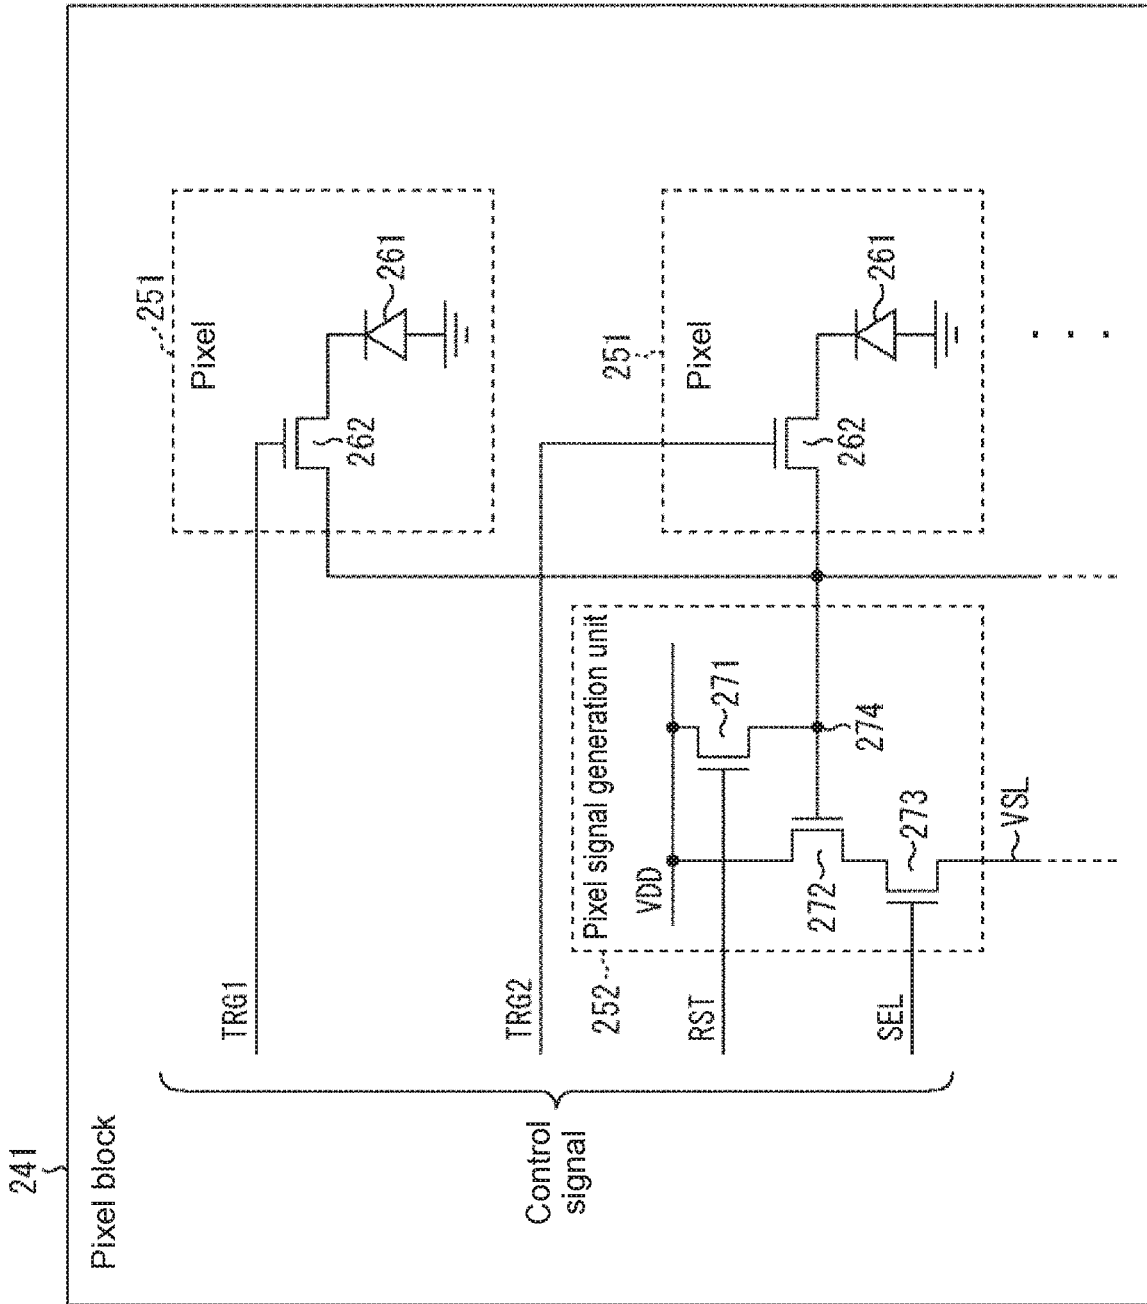 241
Pixel block
Control
signal
TRG1
TRG2
RST
SEL
251
Pixel
261
262
251
Pixel
261
262
. . .
252
Pixel signal generation unit
VDD
271
272
273
274
VSL